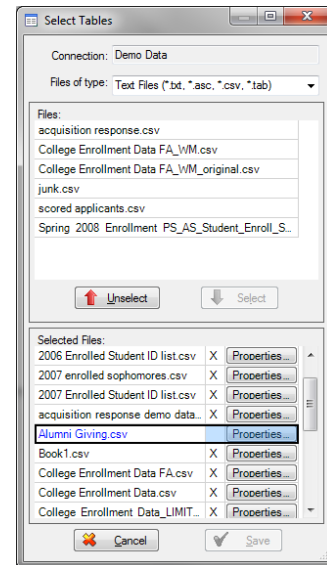 Select Tables
Connection: Demo Data
Files of type: Text Files (*.txt, *.asc, *.csv, *.tab)
Files:
acquisition response.csv
College Enrollment Data FA_WM.csv
College Enrollment Data FA_WM_original.csv
junk.csv
scored applicants.csv
Spring 2008 Enrollment PS_AS_Student_Enroll_S...
Unselect Select
Selected Files:
2006 Enrolled Student ID list.csv X Properties...
2007 enrolled sophomores.csv X Properties...
2007 Enrolled Student ID list.csv X Properties...
acquisition response demo data... X Properties...
Alumni Giving.csv Properties...
Book1.csv X Properties...
College Enrollment Data FA.csv X Properties...
College Enrollment Data.csv X Properties...
College Enrollment Data_LIMIT... X Properties...
Cancel Save